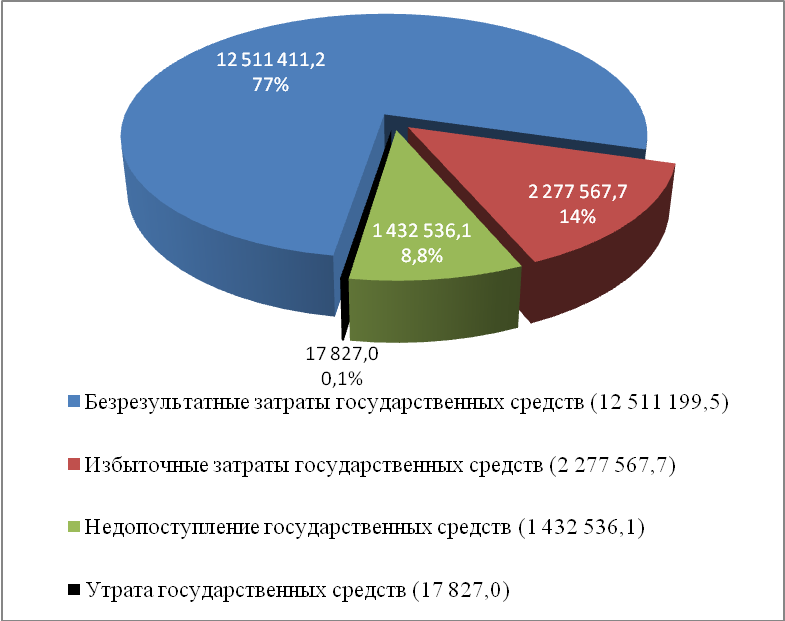 12 511 411,2
77%
2 277 567,7
14%
1 432 536,1
8,8%
17 827,0
0,1%
Безрезультатные затраты государственных средств (12 511 199,5)
Избыточные затраты государственных средств (2 277 567,7)
Недопоступление государственных средств (1 432 536,1)
Утрата государственных средств (17 827,0)